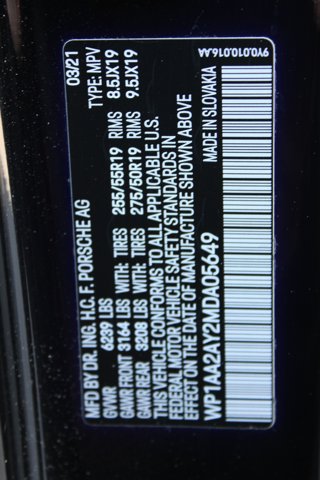 MFD BY DR. ING. H.C. F. PORSCHE AG 03/21
GVWR 6239 LBS TYPE: MPV
GAWR FRONT 3164 LBS WITH: TIRES 255/55R19 RIMS 8.5JX19
GAWR REAR 3208 LBS WITH: TIRES 275/50R19 RIMS 9.5JX19
THIS VEHICLE CONFORMS TO ALL APPLICABLE U.S.
FEDERAL MOTOR VEHICLE SAFETY STANDARDS IN
EFFECT ON THE DATE OF MANUFACTURE SHOWN ABOVE
WP1AA2AY2MDA05649 MADE IN SLOVAKIA
9Y0.010.016.AA